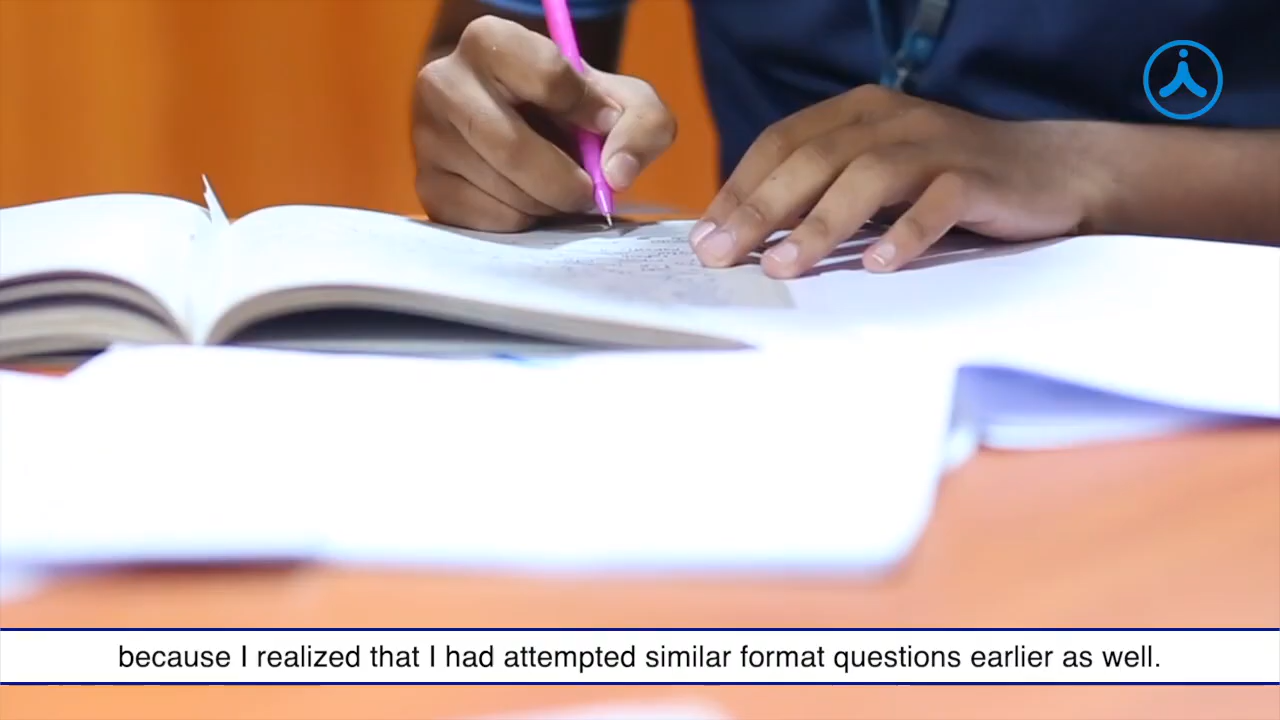 because I realized that I had attempted similar format questions earlier as well.